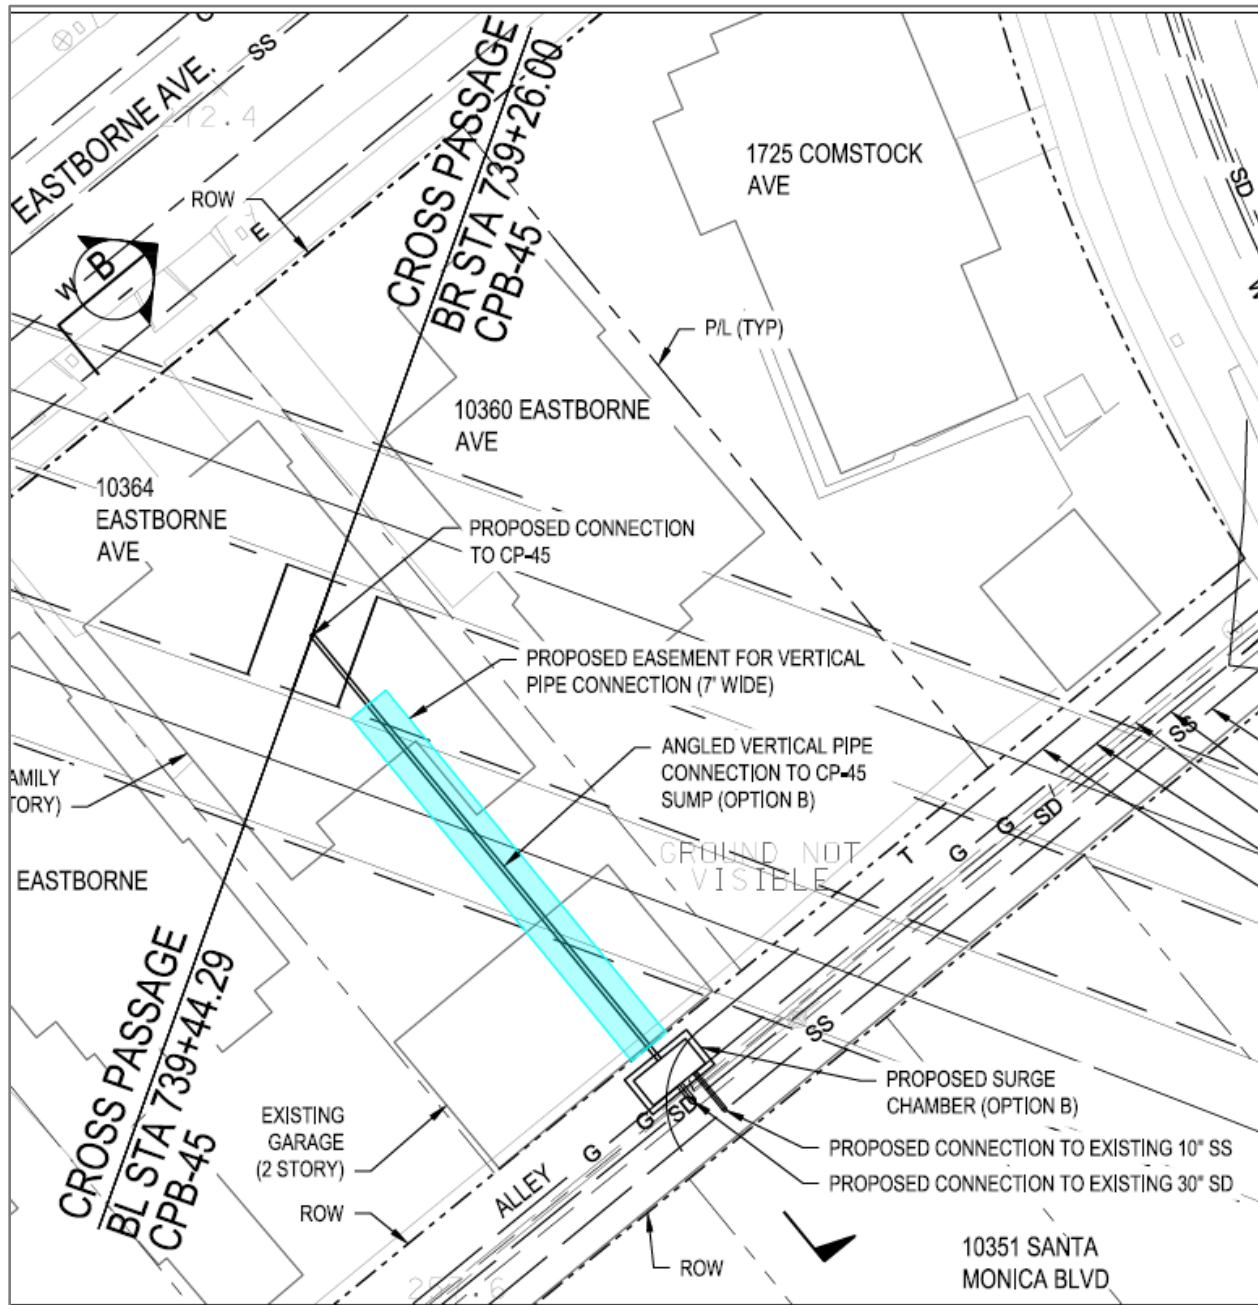 EASTBORNE AVE.
SS
G
272.4
ROW
E
W
B
CROSS PASSAGE
BR STA 739+26.00
CPB-45
1725 COMSTOCK
AVE
SD
W
P/L (TYP)
10360 EASTBORNE
AVE
10364
EASTBORNE
AVE
PROPOSED CONNECTION
TO CP-45
PROPOSED EASEMENT FOR VERTICAL
PIPE CONNECTION (7' WIDE)
ANGLED VERTICAL PIPE
CONNECTION TO CP-45
SUMP (OPTION B)
AMILY
TORY)
EASTBORNE
GROUND NOT
VISIBLE
T
G
G
SD
SS
SS
CROSS PASSAGE
BL STA 739+44.29
CPB-45
EXISTING
GARAGE
(2 STORY)
ROW
ALLEY
G
G
SD
PROPOSED SURGE
CHAMBER (OPTION B)
PROPOSED CONNECTION TO EXISTING 10" SS
PROPOSED CONNECTION TO EXISTING 30" SD
ROW
10351 SANTA
MONICA BLVD